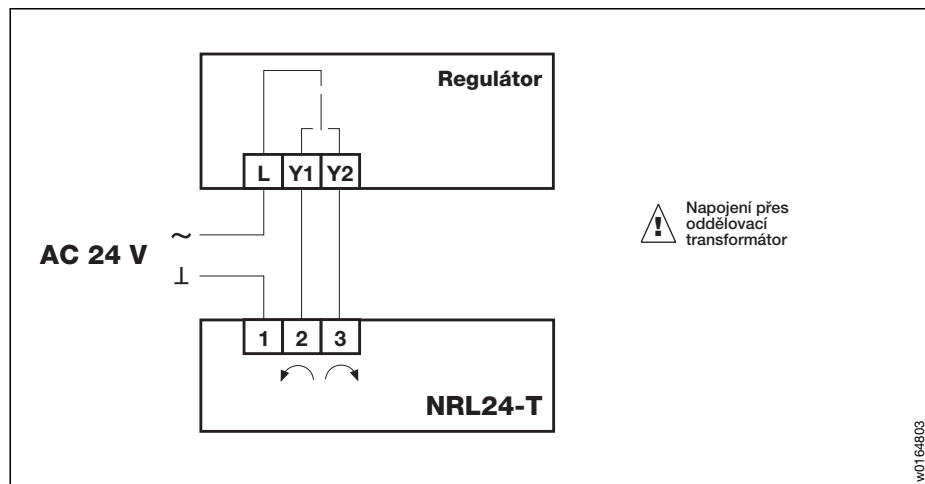 Regulátor
L Y1 Y2
Napojení přes
oddělovací
transformátor
~
AC 24 V
⊥
1 2 3
NRL24-T
w0164803